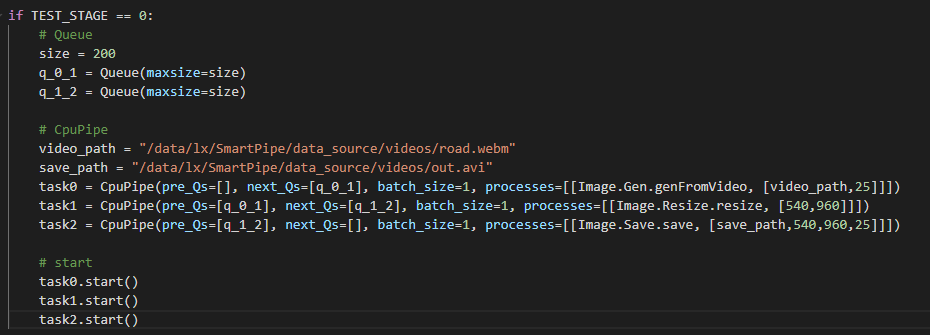 if TEST_STAGE == 0:
    # Queue
    size = 200
    q_0_1 = Queue(maxsize=size)
    q_1_2 = Queue(maxsize=size)

    # CpuPipe
    video_path = "/data/lx/SmartPipe/data_source/videos/road.webm"
    save_path = "/data/lx/SmartPipe/data_source/videos/out.avi"
    task0 = CpuPipe(pre_Qs=[], next_Qs=[q_0_1], batch_size=1, processes=[[Image.Gen.genFromVideo, [video_path,25]]])
    task1 = CpuPipe(pre_Qs=[q_0_1], next_Qs=[q_1_2], batch_size=1, processes=[[Image.Resize.resize, [540,960]]])
    task2 = CpuPipe(pre_Qs=[q_1_2], next_Qs=[], batch_size=1, processes=[[Image.Save.save, [save_path,540,960,25]]])

    # start
    task0.start()
    task1.start()
    task2.start()